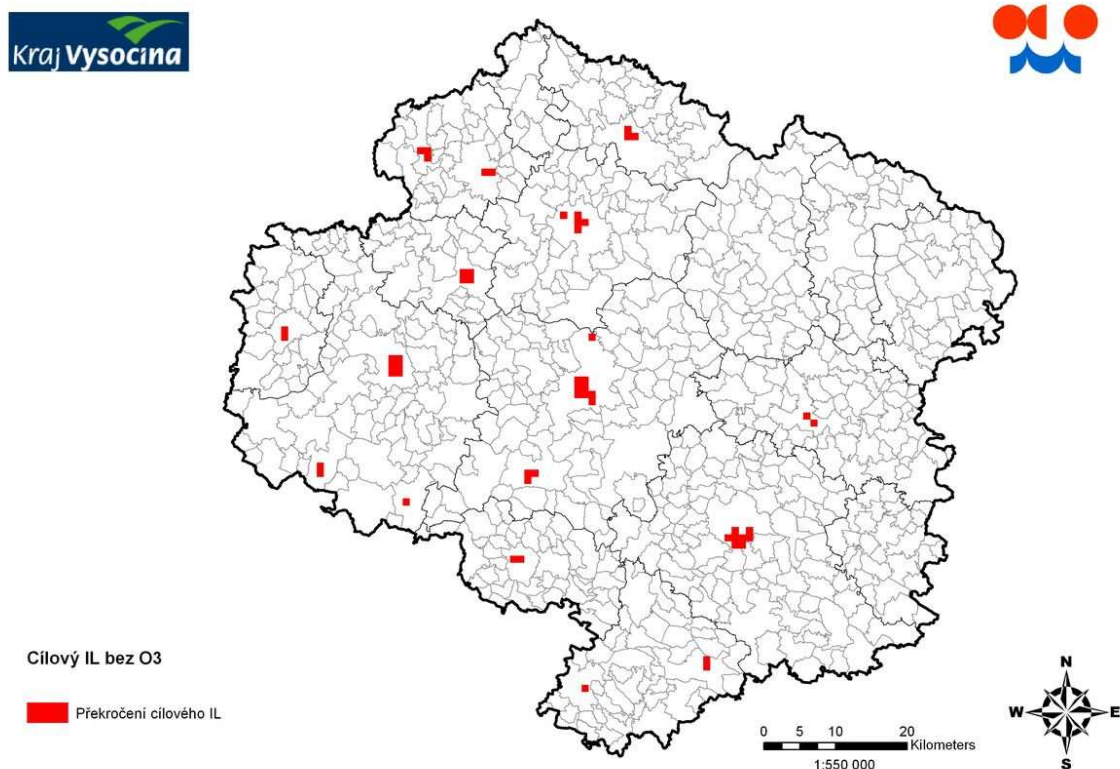 Kraj Vysočina
Cílový IL bez O3
Překročení cílového IL
0 5 10 20
Kilometers
1:550 000
N
W E
S